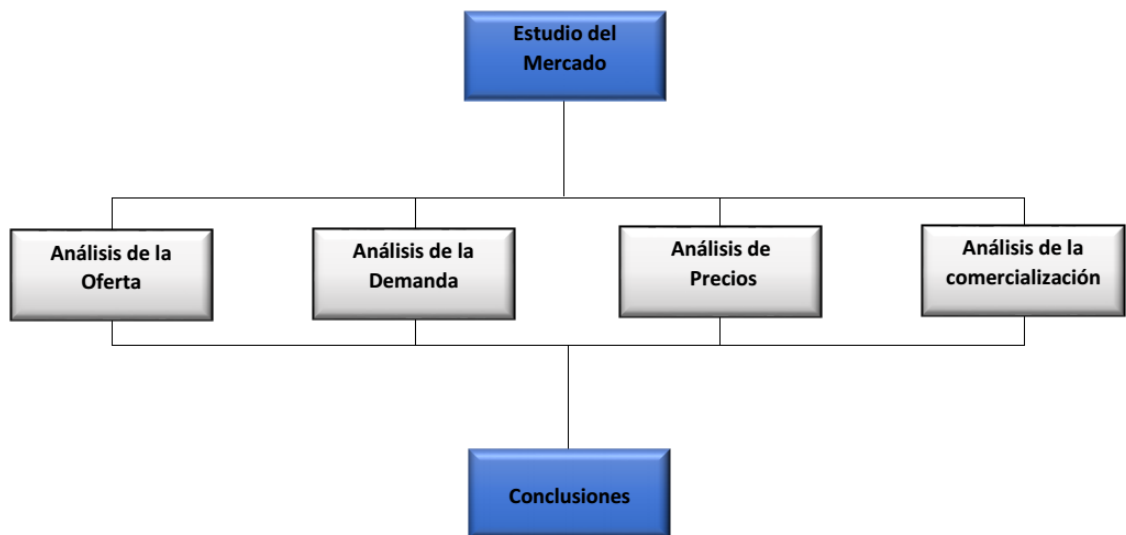 Estudio del
Mercado
Análisis de la
Oferta
Análisis de la
Demanda
Análisis de
Precios
Análisis de la
comercialización
Conclusiones